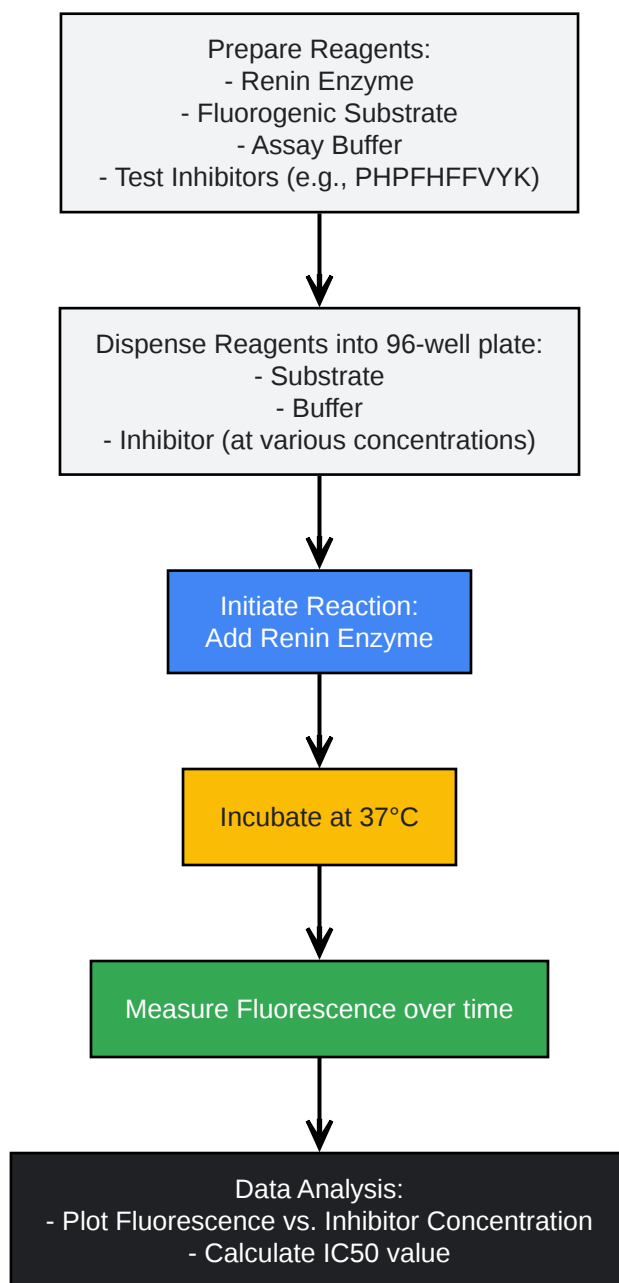 Prepare Reagents:
- Renin Enzyme
- Fluorogenic Substrate
- Assay Buffer
- Test Inhibitors (e.g., PHPFHFFVYK)
Dispense Reagents into 96-well plate:
- Substrate
- Buffer
- Inhibitor (at various concentrations)
Initiate Reaction:
Add Renin Enzyme
Incubate at 37°C
Measure Fluorescence over time
Data Analysis:
- Plot Fluorescence vs. Inhibitor Concentration
- Calculate IC50 value